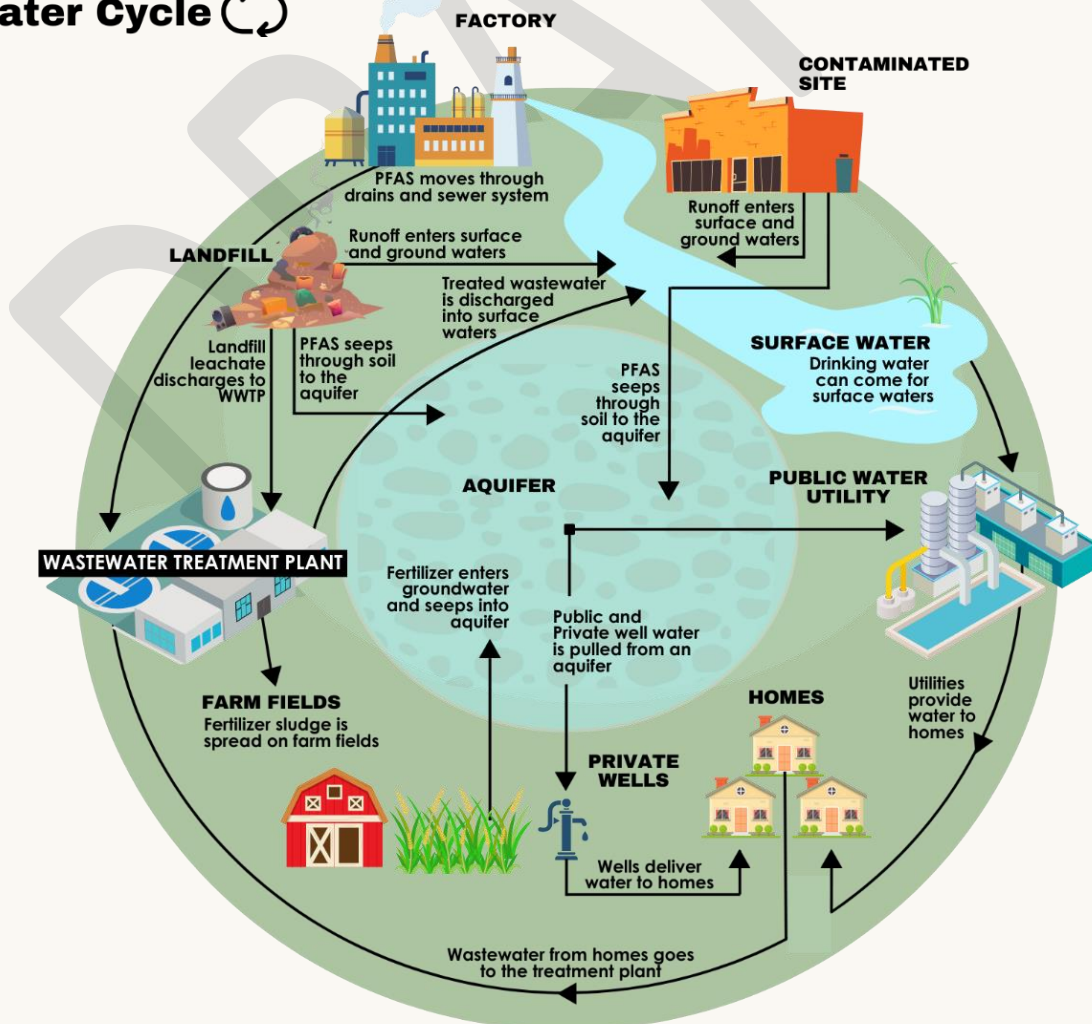 ater Cycle
FACTORY
CONTAMINATED
SITE
PFAS moves through
drains and sewer system
Runoff enters
surface and
ground waters
LANDFILL
Runoff enters surface
and ground waters
Treated wastewater
is discharged
into surface
waters
Landfill
leachate
discharges to
WWTP
PFAS seeps
through soil
to the
aquifer
SURFACE WATER
Drinking water
can come for
surface waters
PFAS
seeps
through
soil to the
aquifer
AQUIFER
PUBLIC WATER
UTILITY
WASTEWATER TREATMENT PLANT
Fertilizer enters
groundwater
and seeps into
aquifer
Public and
Private well water
is pulled from an
aquifer
FARM FIELDS
Fertilizer sludge is
spread on farm fields
HOMES
Utilities
provide
water to
homes
PRIVATE
WELLS
Wells deliver
water to homes
Wastewater from homes goes
to the treatment plant